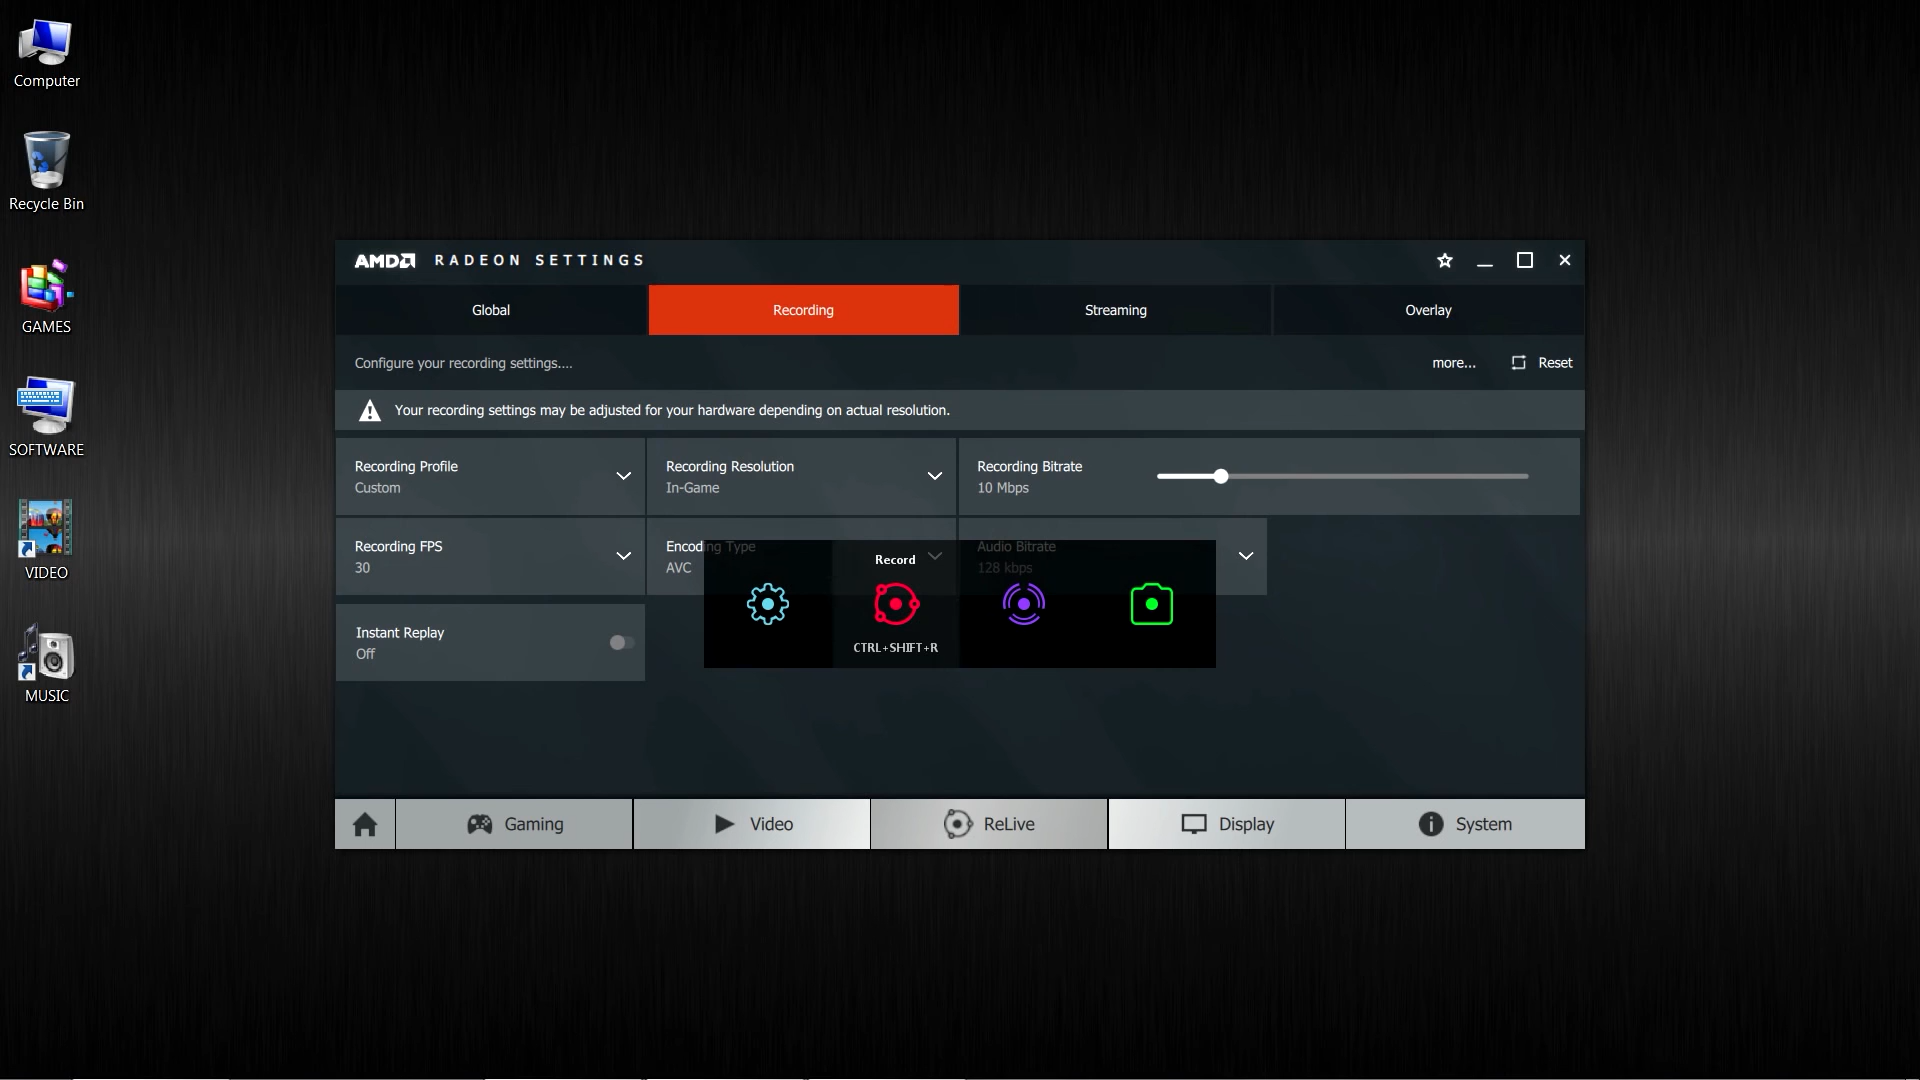 Computer
Recycle Bin
GAMES
SOFTWARE
VIDEO
MUSIC
AMD RADEON SETTINGS
Global
Recording
Streaming
Overlay
Configure your recording settings....
more...
Reset
Your recording settings may be adjusted for your hardware depending on actual resolution.
Recording Profile
Custom
Recording Resolution
In-Game
Recording Bitrate
10 Mbps
Recording FPS
30
Encoding Type
AVC
Audio Bitrate
128 kbps
Record
CTRL+SHIFT+R
Instant Replay
Off
Gaming
Video
ReLive
Display
System